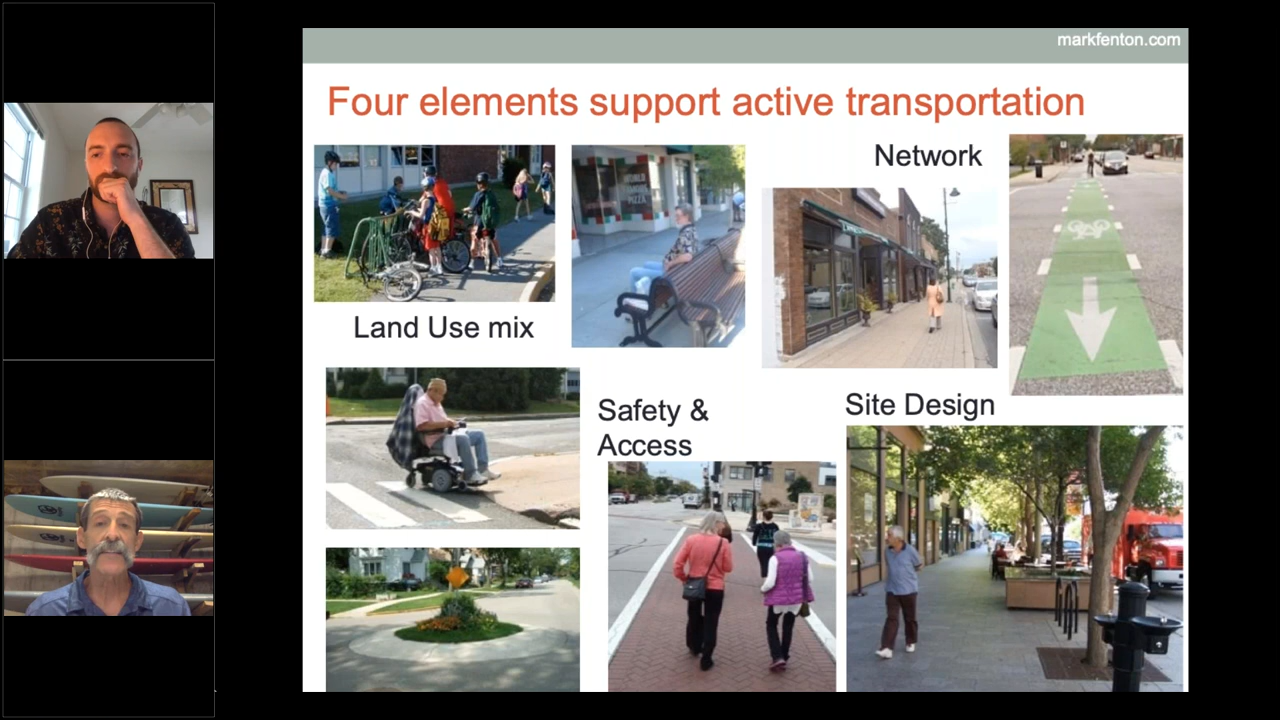 markfenton.com
Four elements support active transportation
Network
Land Use mix
Safety &
Access
Site Design